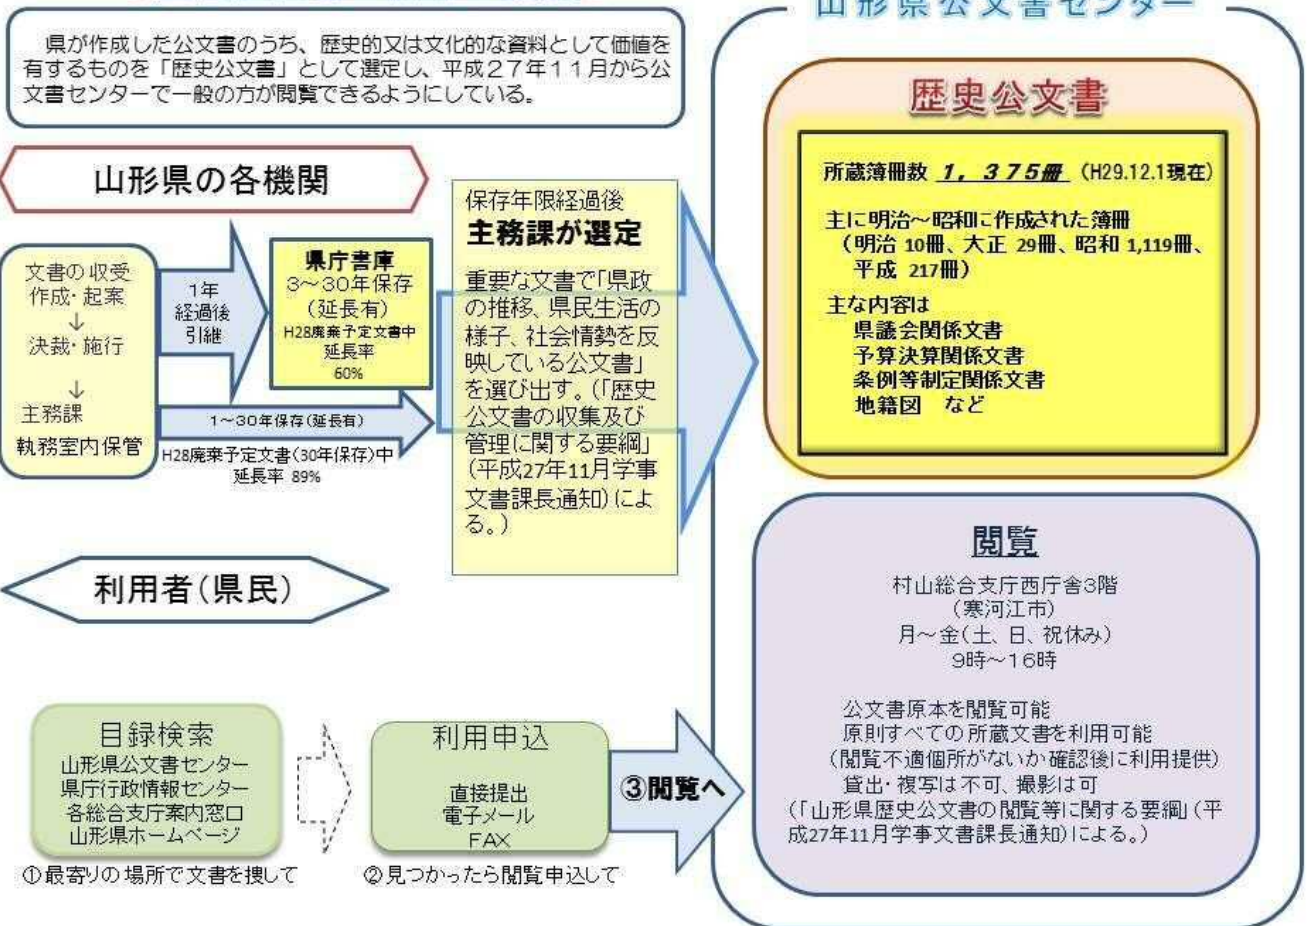 山形県公文書センター
県が作成した公文書のうち、歴史的又は文化的な資料として価値を
有するものを「歴史公文書」として選定し、平成27年11月から公
文書センターで一般の方が閲覧できるようにしている。
山形県の各機関
文書の収受
作成・起案
↓
決裁・施行
↓
主務課
執務室内保管
1年
経過後
引継
県庁書庫
3～30年保存
(延長有)
H28廃棄予定文書中
延長率
60%
1～30年保存(延長有)
H28廃棄予定文書(30年保存)中
延長率 89%
保存年限経過後
主務課が選定
重要な文書で「県政
の推移、県民生活の
様子、社会情勢を反
映している公文書」
を選び出す。(「歴史
公文書の収集及び
管理に関する要綱」
(平成27年11月学事
文書課長通知)によ
る。)
歴史公文書
所蔵簿冊数 1,375冊 (H29.12.1現在)
主に明治～昭和に作成された簿冊
(明治 10冊、大正 29冊、昭和 1,119冊、
平成 217冊)
主な内容は
県議会関係文書
予算決算関係文書
条例等制定関係文書
地籍図 など
利用者(県民)
目録検索
山形県公文書センター
県庁行政情報センター
各総合支庁案内窓口
山形県ホームページ
①最寄りの場所で文書を捜して
利用申込
直接提出
電子メール
FAX
②見つかったら閲覧申込して
③閲覧へ
閲覧
村山総合支庁西庁舎3階
(寒河江市)
月～金(土、日、祝休み)
9時～16時
公文書原本を閲覧可能
原則すべての所蔵文書を利用可能
(閲覧不適個所がないか確認後に利用提供)
貸出・複写は不可、撮影は可
(「山形県歴史公文書の閲覧等に関する要綱」(平
成27年11月学事文書課長通知)による。)